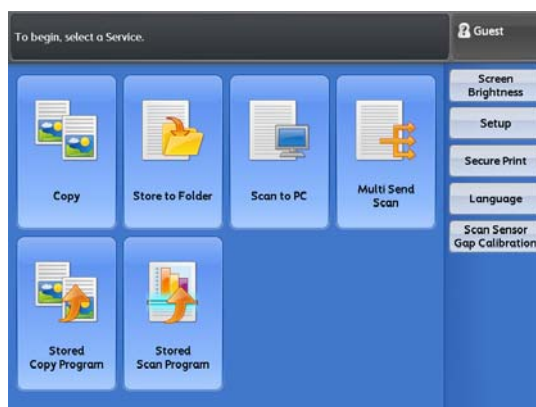 To begin, select a Service.
Guest
Screen
Brightness
Setup
Secure Print
Language
Scan Sensor
Gap Calibration
Copy
Store to Folder
Scan to PC
Multi Send
Scan
Stored
Copy Program
Stored
Scan Program